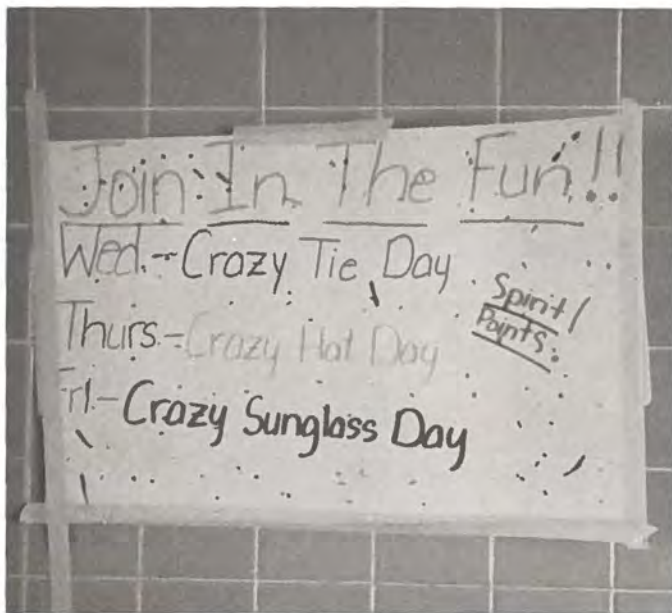 Join In The Fun!!
Wed.-Crazy Tie Day
Spirit/
Points.
Thurs-Crazy Hat Day
Fri.-Crazy Sunglass Day